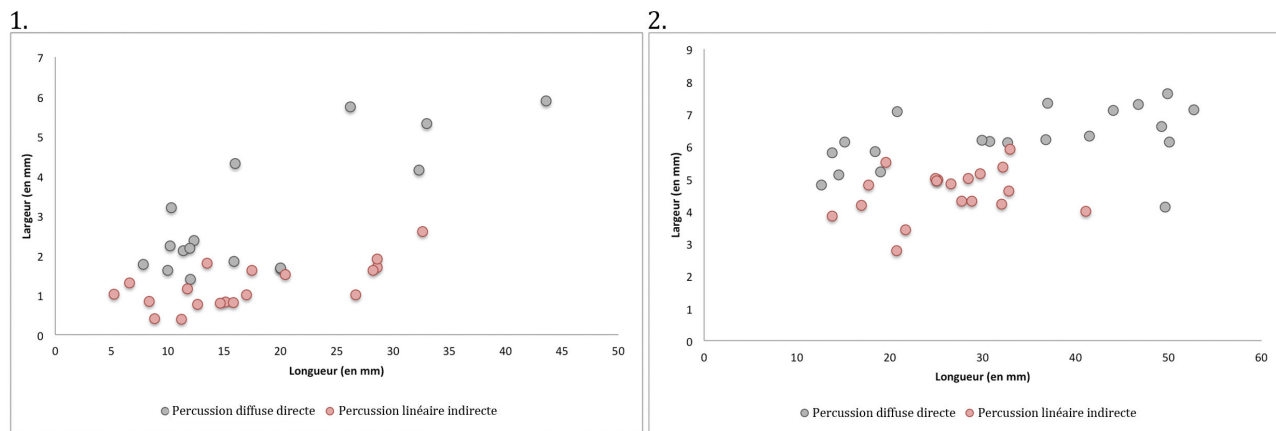 1.
7
6
5
4
3
2
1
0
Largeur (en mm)
0 5 10 15 20 25 30 35 40 45 50
Longueur (en mm)
Percussion diffuse directe Percussion linéaire indirecte
2.
9
8
7
6
5
4
3
2
1
0
Largeur (en mm)
0 10 20 30 40 50 60
Longueur (en mm)
Percussion diffuse directe Percussion linéaire indirecte